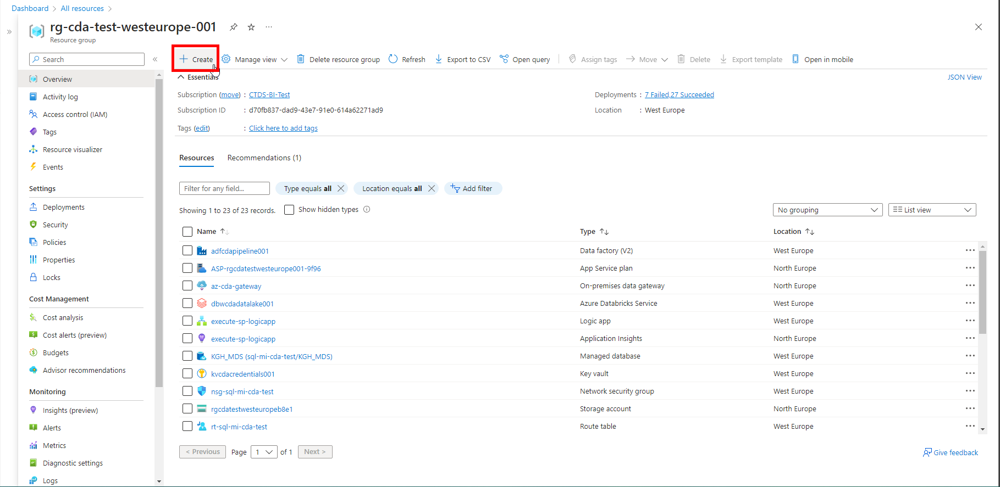 Dashboard > All resources >
rg-cda-test-westeurope-001
Resource group
Search
Create Manage view Delete resource group Refresh Export to CSV Open query Assign tags Move Delete Export template Open in mobile
Overview
Activity log
Access control (IAM)
Tags
Resource visualizer
Events
Settings
Deployments
Security
Policies
Properties
Locks
Cost Management
Cost analysis
Cost alerts (preview)
Budgets
Advisor recommendations
Monitoring
Insights (preview)
Alerts
Metrics
Diagnostic settings
Logs
Essentials
JSON View
Subscription (move) : CTDS-BI-Test
Deployments : 7 Failed,27 Succeeded
Subscription ID : d70fb837-dad9-43e7-91e0-614a62271ad9
Location : West Europe
Tags (edit) : Click here to add tags
Resources Recommendations (1)
Filter for any field... Type equals all Location equals all Add filter
Showing 1 to 23 of 23 records. Show hidden types
No grouping List view
Name Type Location
adfcdapipeline001 Data factory (V2) West Europe
ASP-rgcdatestwesteurope001-9f96 App Service plan North Europe
az-cda-gateway On-premises data gateway North Europe
dbwcdadatalake001 Azure Databricks Service West Europe
execute-sp-logicapp Logic app West Europe
execute-sp-logicapp Application Insights North Europe
KGH_MDS (sql-mi-cda-test/KGH_MDS) Managed database West Europe
kvcdacredentials001 Key vault West Europe
nsg-sql-mi-cda-test Network security group West Europe
rgcdatestwesteuropeb8e1 Storage account North Europe
rt-sql-mi-cda-test Route table West Europe
< Previous Page 1 of 1 Next >
Give feedback